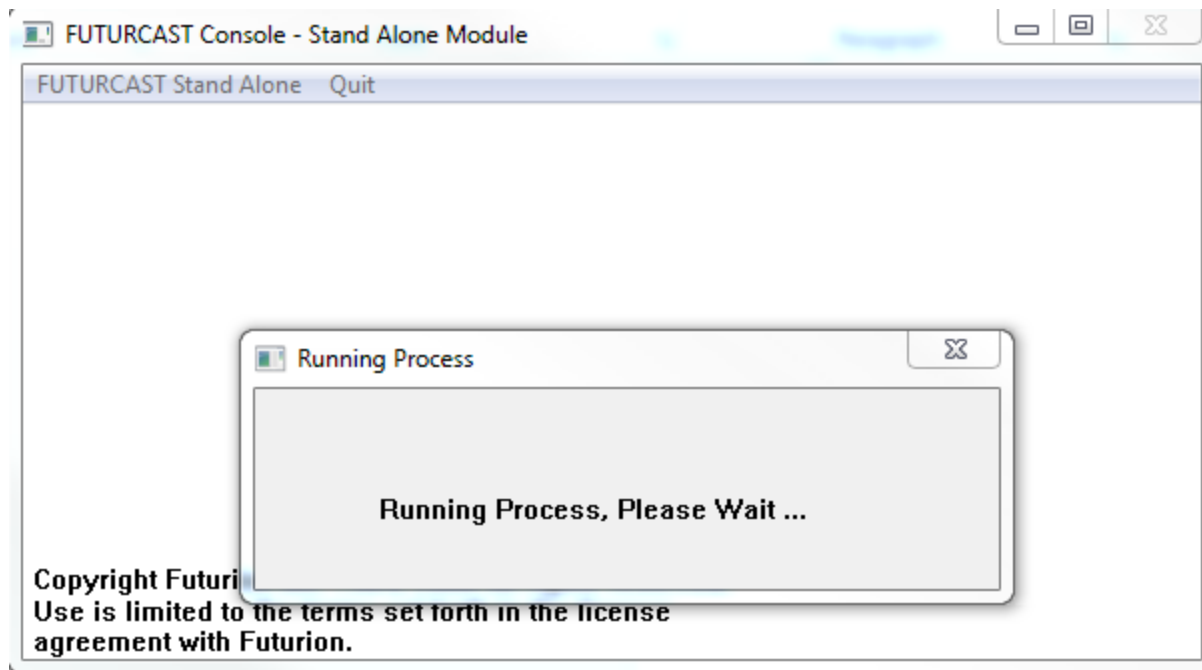 FUTURCAST Console - Stand Alone Module
FUTURCAST Stand Alone Quit
Running Process
Running Process, Please Wait ...
Copyright Futuri
Use is limited to the terms set forth in the license
agreement with Futurion.